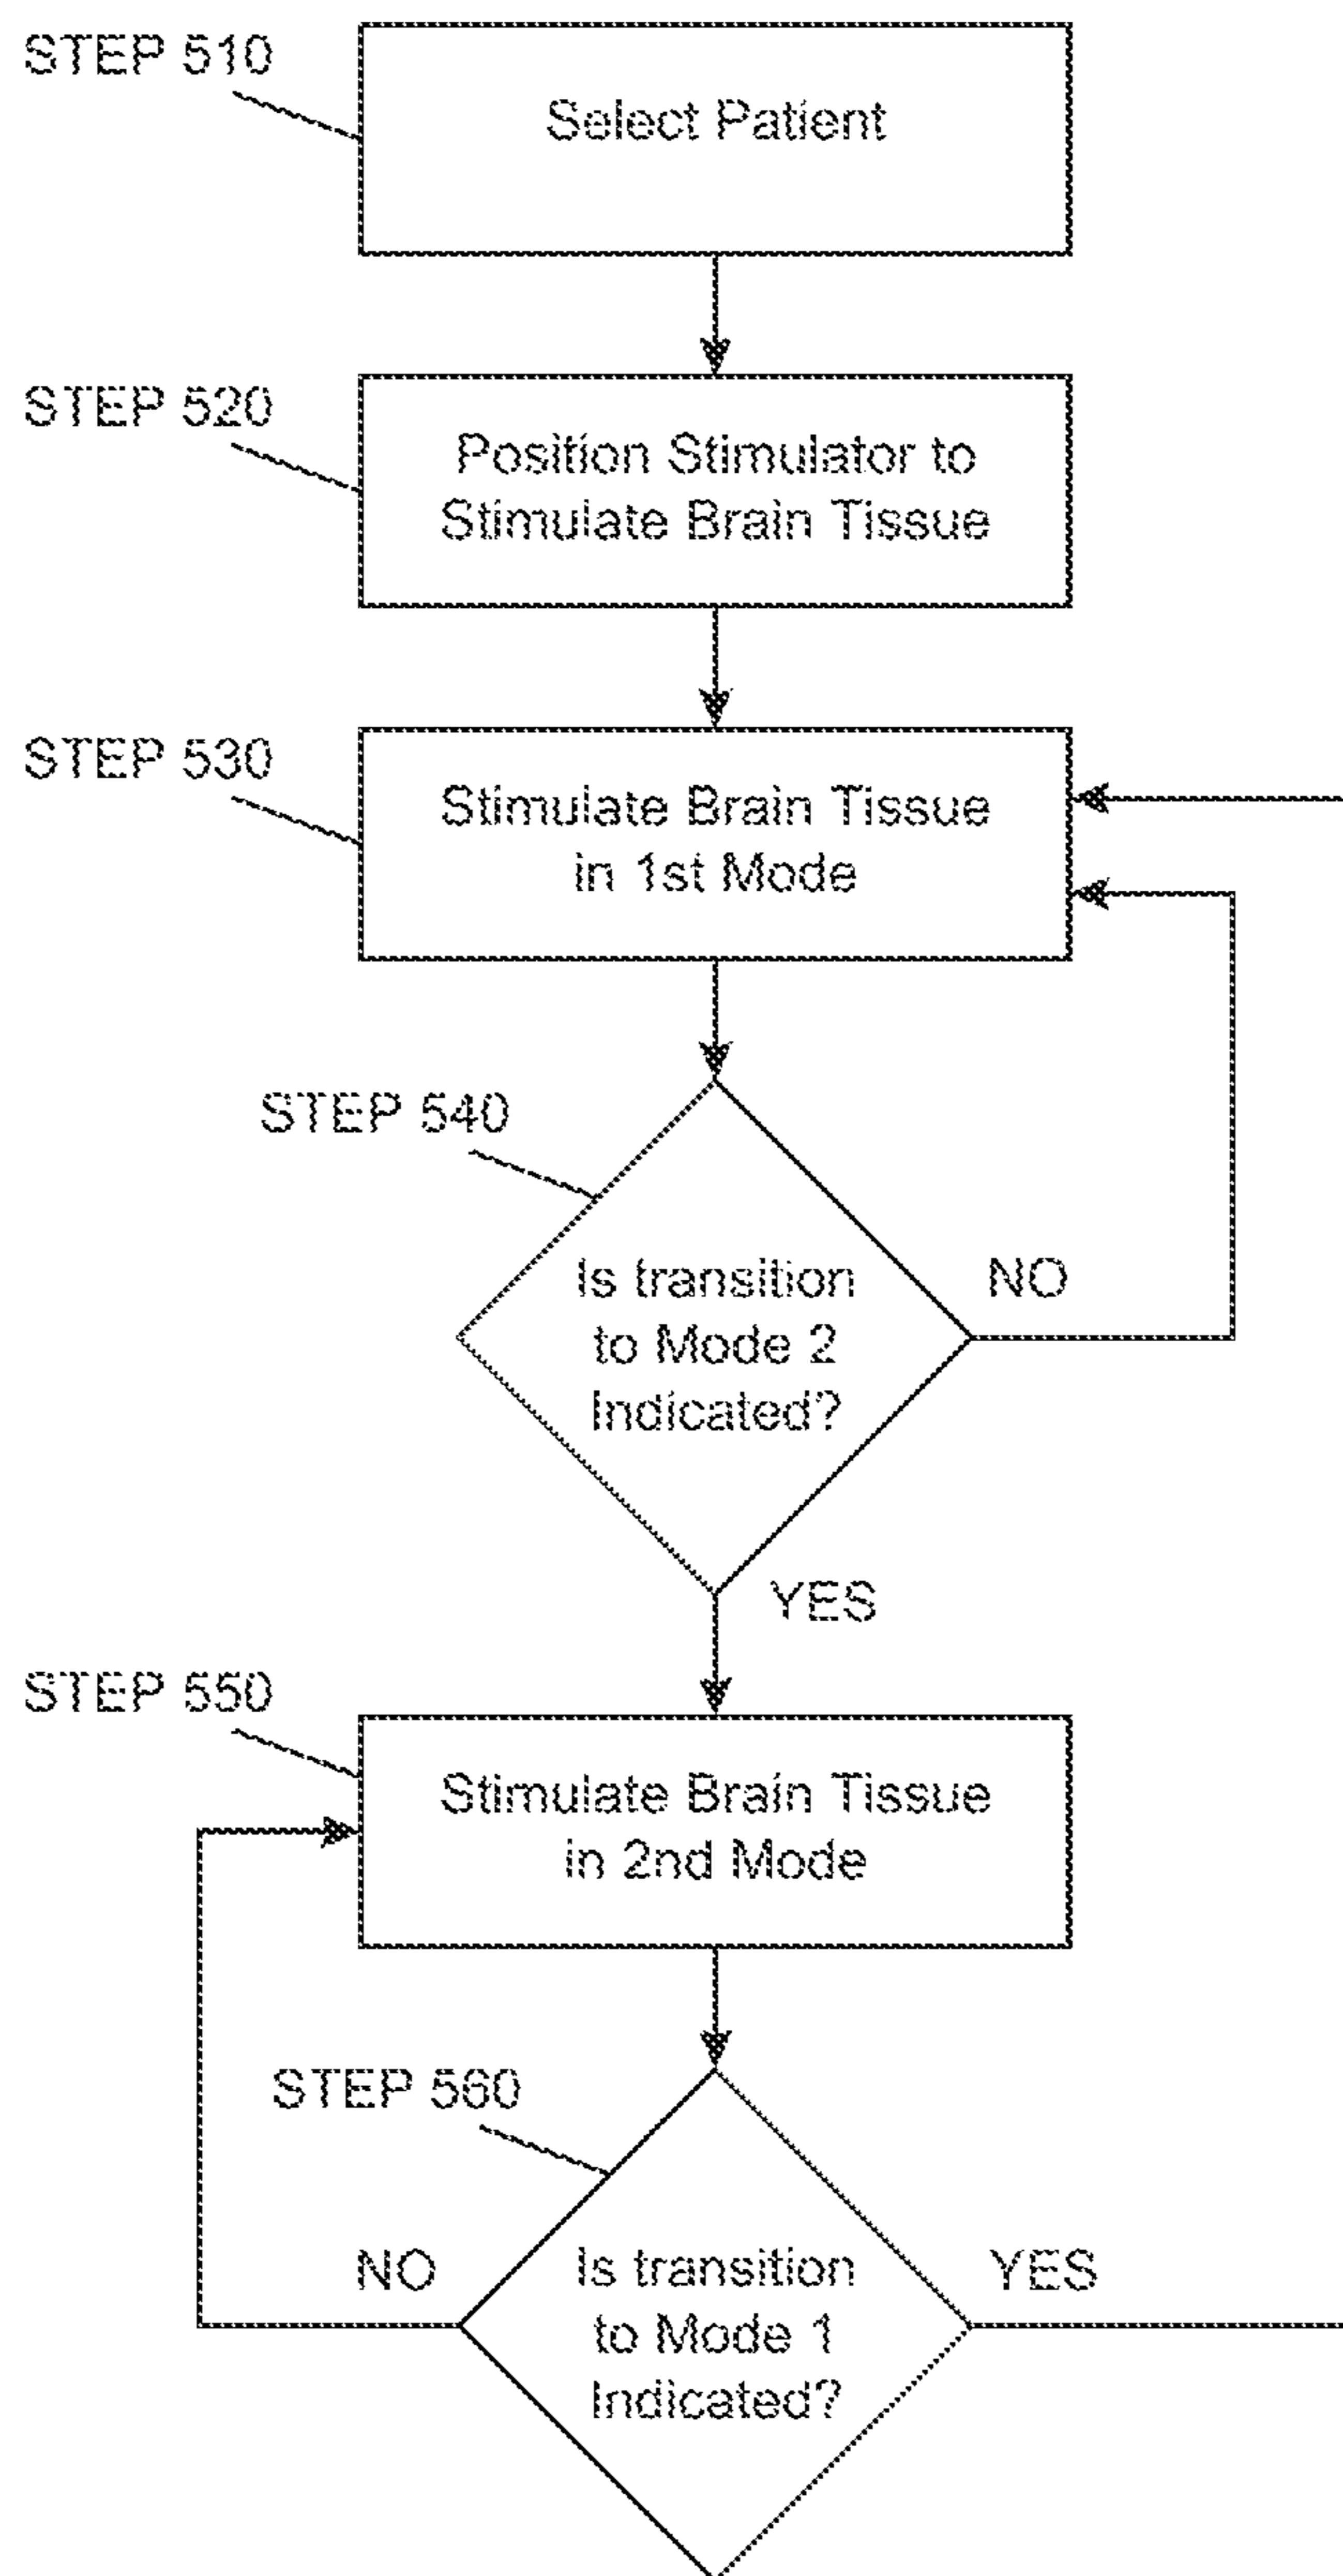 STEP 510
Select Patient
STEP 520
Position Stimulator to
Stimulate Brain Tissue
STEP 530
Stimulate Brain Tissue
in 1st Mode
STEP 540
Is transition
to Mode 2
Indicated?
NO
YES
STEP 550
Stimulate Brain Tissue
in 2nd Mode
STEP 560
NO
Is transition
to Mode 1
Indicated?
YES